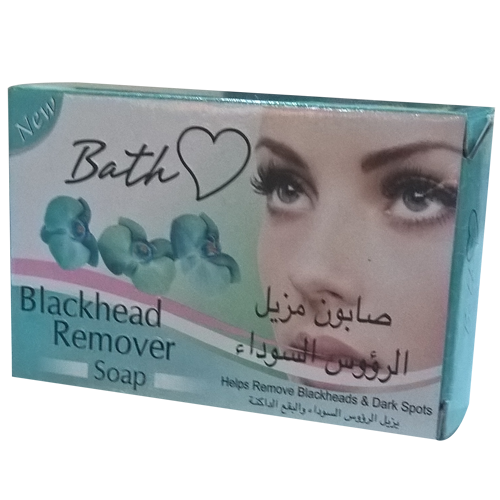 New
Bath
Blackhead
Remover
Soap
صابون مزيل
الرؤوس السوداء
Helps Remove Blackheads & Dark Spots
يزيل الرؤوس السوداء والبقع الداكنة